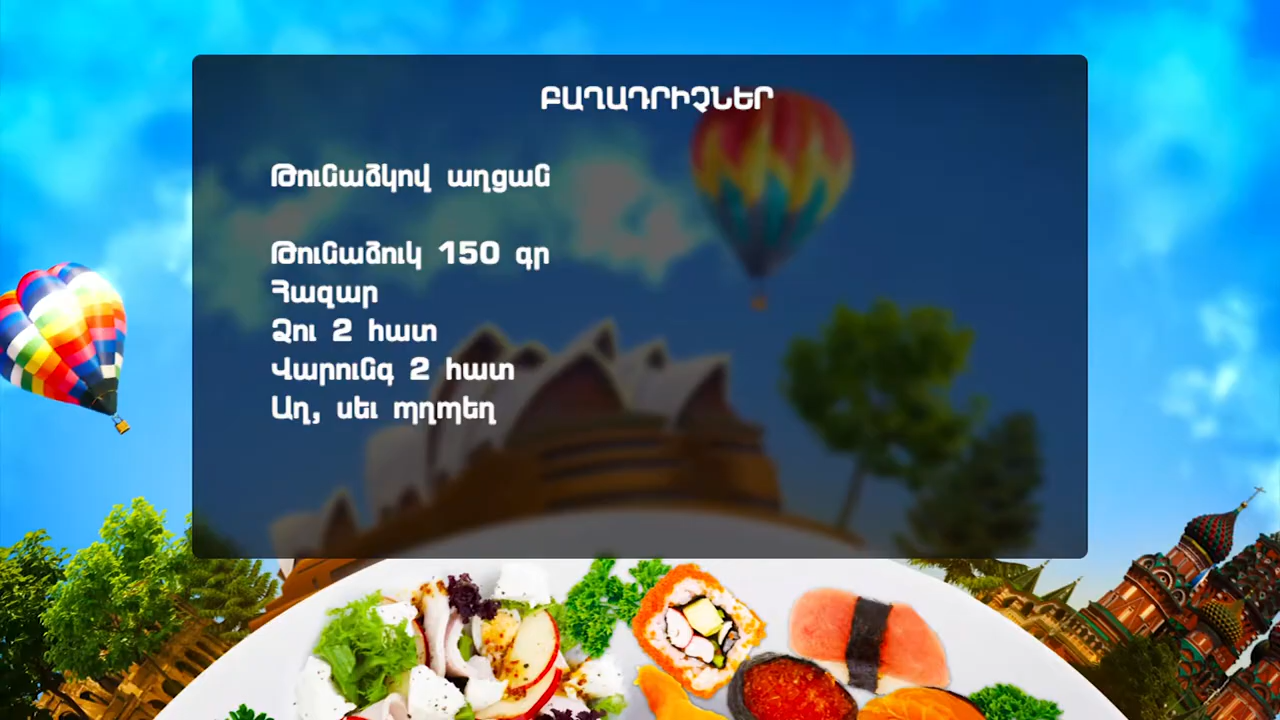 ԲԱՂԱԴՐԻՉՆԵՐ
Թունաձկով աղցան
Թունաձուկ 150 գր
Հազար
Ձու 2 հատ
Վարունգ 2 հատ
Աղ, սեւ պղպեղ